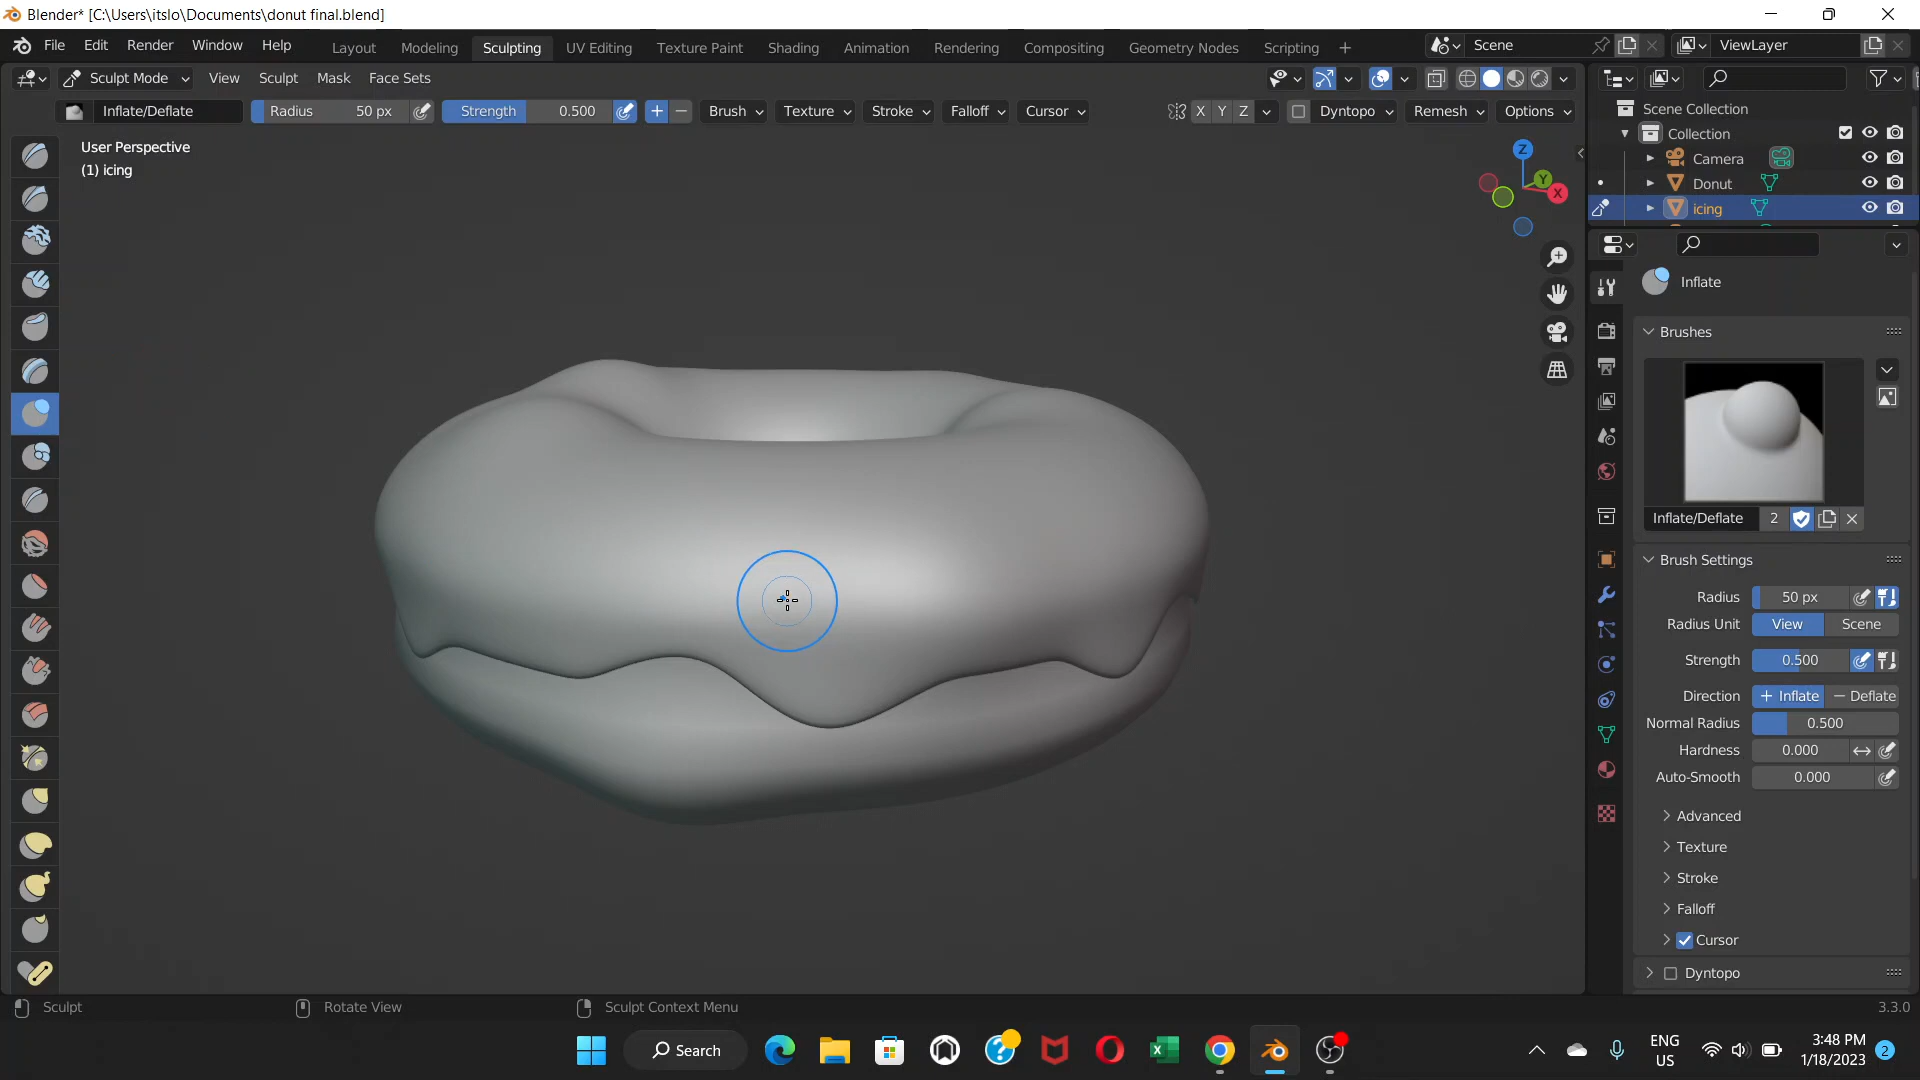 Blender* [C:\Users\itslo\Documents\donut final.blend]
File Edit Render Window Help Layout Modeling Sculpting UV Editing Texture Paint Shading Animation Rendering Compositing Geometry Nodes Scripting + Scene ViewLayer
Sculpt Mode View Sculpt Mask Face Sets
Inflate/Deflate Radius 50 px Strength 0.500 + − Brush Texture Stroke Falloff Cursor X Y Z Dyntopo Remesh Options
User Perspective
(1) icing
Z
Y
X
Scene Collection
Collection
Camera
Donut
icing
Inflate
Brushes
Inflate/Deflate 2
Brush Settings
Radius 50 px
Radius Unit View Scene
Strength 0.500
Direction + Inflate − Deflate
Normal Radius 0.500
Hardness 0.000
Auto-Smooth 0.000
Advanced
Texture
Stroke
Falloff
Cursor
Dyntopo
Sculpt Rotate View Sculpt Context Menu 3.3.0
Search
ENG
US
3:48 PM
1/18/2023
2